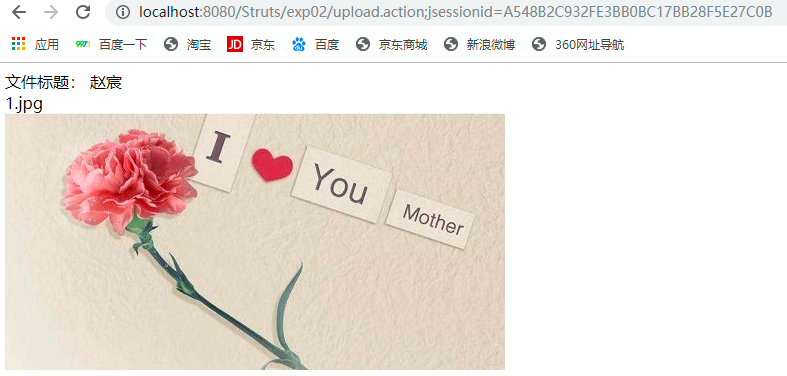 localhost:8080/Struts/exp02/upload.action;jsessionid=A548B2C932FE3BB0BC17BB28F5E27C0B
应用 百度一下 淘宝 JD 京东 百度 京东商城 新浪微博 360网址导航
文件标题： 赵宸
1.jpg
I
You
Mother